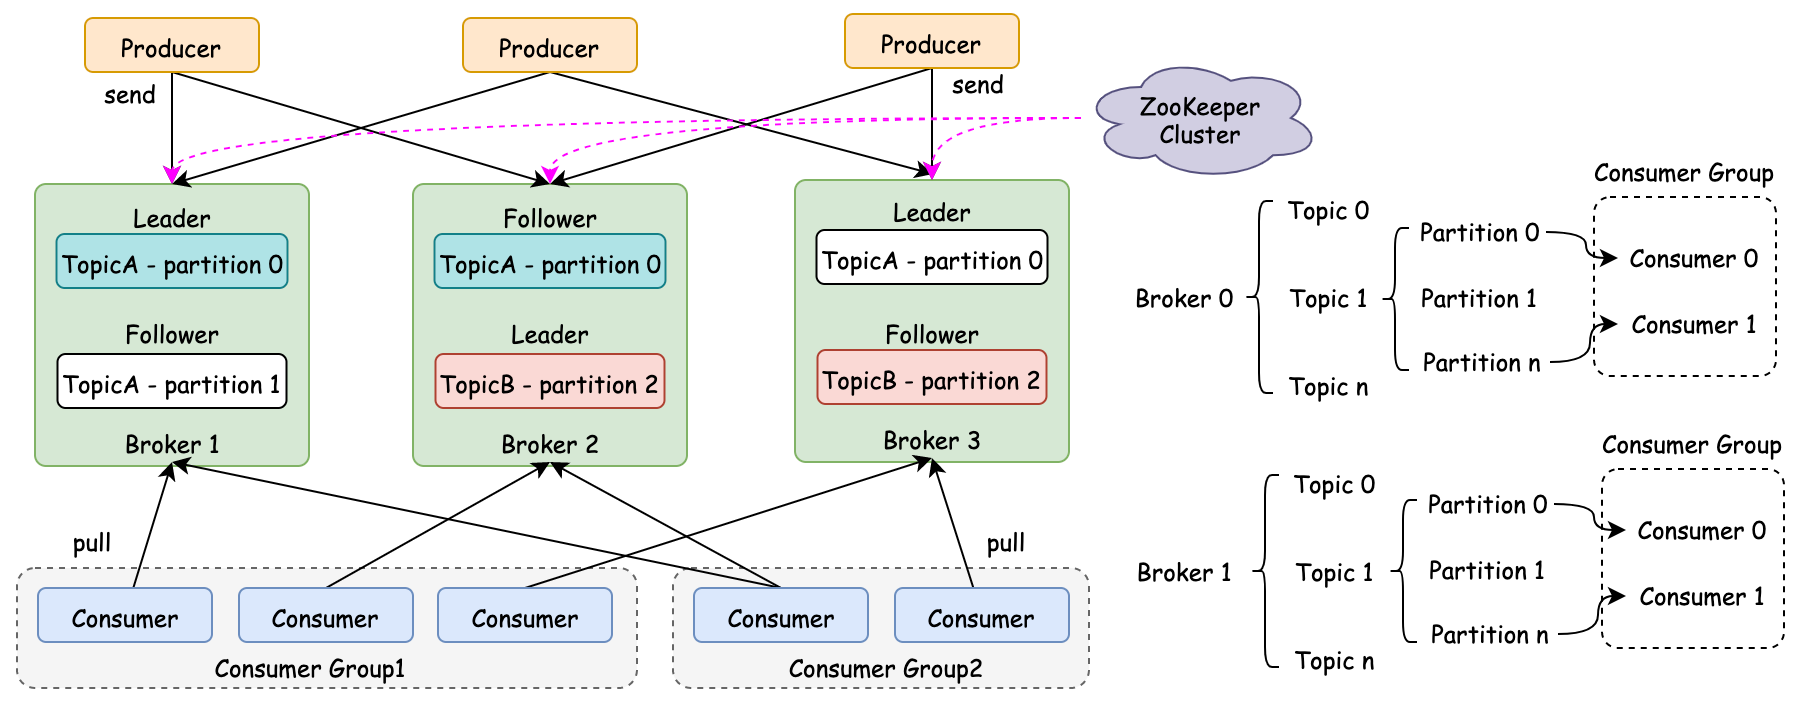 Producer
Producer
Producer
send
send
ZooKeeper
Cluster
Leader
TopicA - partition 0
Follower
TopicA - partition 1
Broker 1
Follower
TopicA - partition 0
Leader
TopicB - partition 2
Broker 2
Leader
TopicA - partition 0
Follower
TopicB - partition 2
Broker 3
pull
pull
Consumer
Consumer
Consumer
Consumer Group1
Consumer
Consumer
Consumer Group2
Broker 0
Topic 0
Topic 1
Topic n
Partition 0
Partition 1
Partition n
Consumer Group
Consumer 0
Consumer 1
Broker 1
Topic 0
Topic 1
Topic n
Partition 0
Partition 1
Partition n
Consumer Group
Consumer 0
Consumer 1